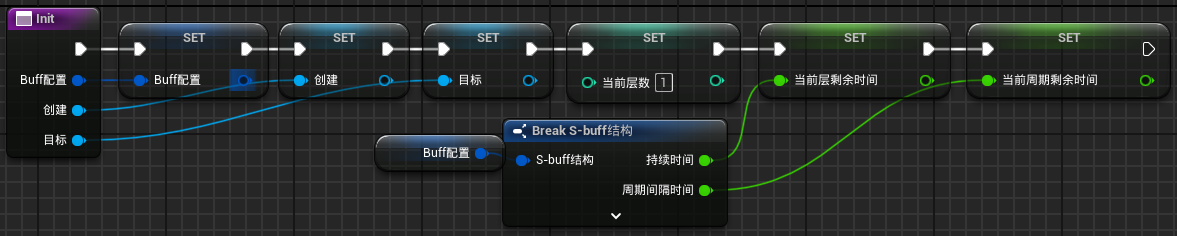 Init
Buff配置
创建
目标
SET
Buff配置
SET
创建
SET
目标
SET
当前层数 1
SET
当前层剩余时间
SET
当前周期剩余时间
Buff配置
Break S-buff结构
S-buff结构 持续时间
周期间隔时间